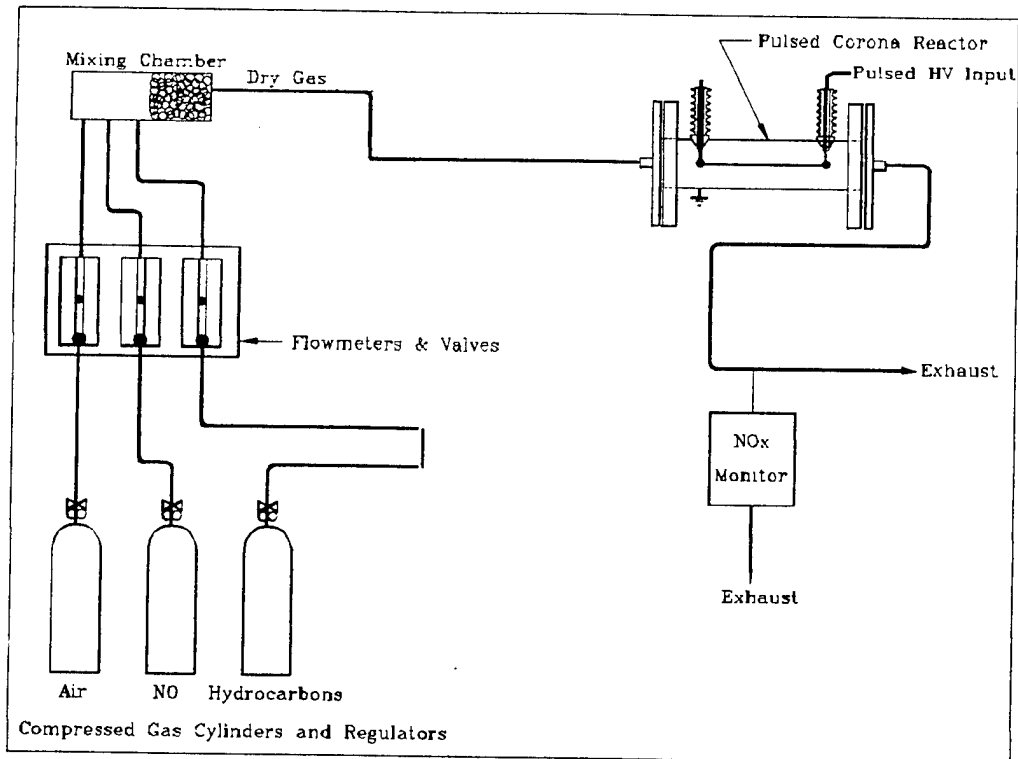 Mixing Chamber
Dry Gas
Pulsed Corona Reactor
Pulsed HV Input
Flowmeters & Valves
Exhaust
NOx
Monitor
Exhaust
Air
NO
Hydrocarbons
Compressed Gas Cylinders and Regulators